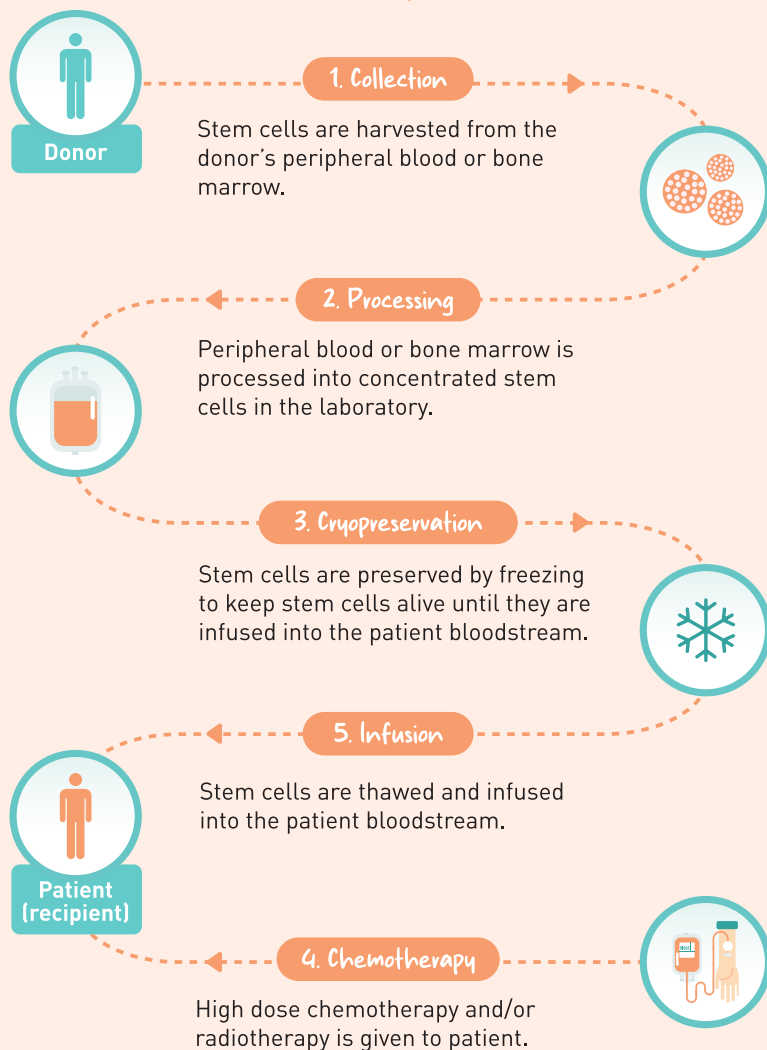 Donor
1. Collection
Stem cells are harvested from the
donor's peripheral blood or bone
marrow.
2. Processing
Peripheral blood or bone marrow is
processed into concentrated stem
cells in the laboratory.
3. Cryopreservation
Stem cells are preserved by freezing
to keep stem cells alive until they are
infused into the patient bloodstream.
5. Infusion
Stem cells are thawed and infused
into the patient bloodstream.
Patient
(recipient)
4. Chemotherapy
High dose chemotherapy and/or
radiotherapy is given to patient.